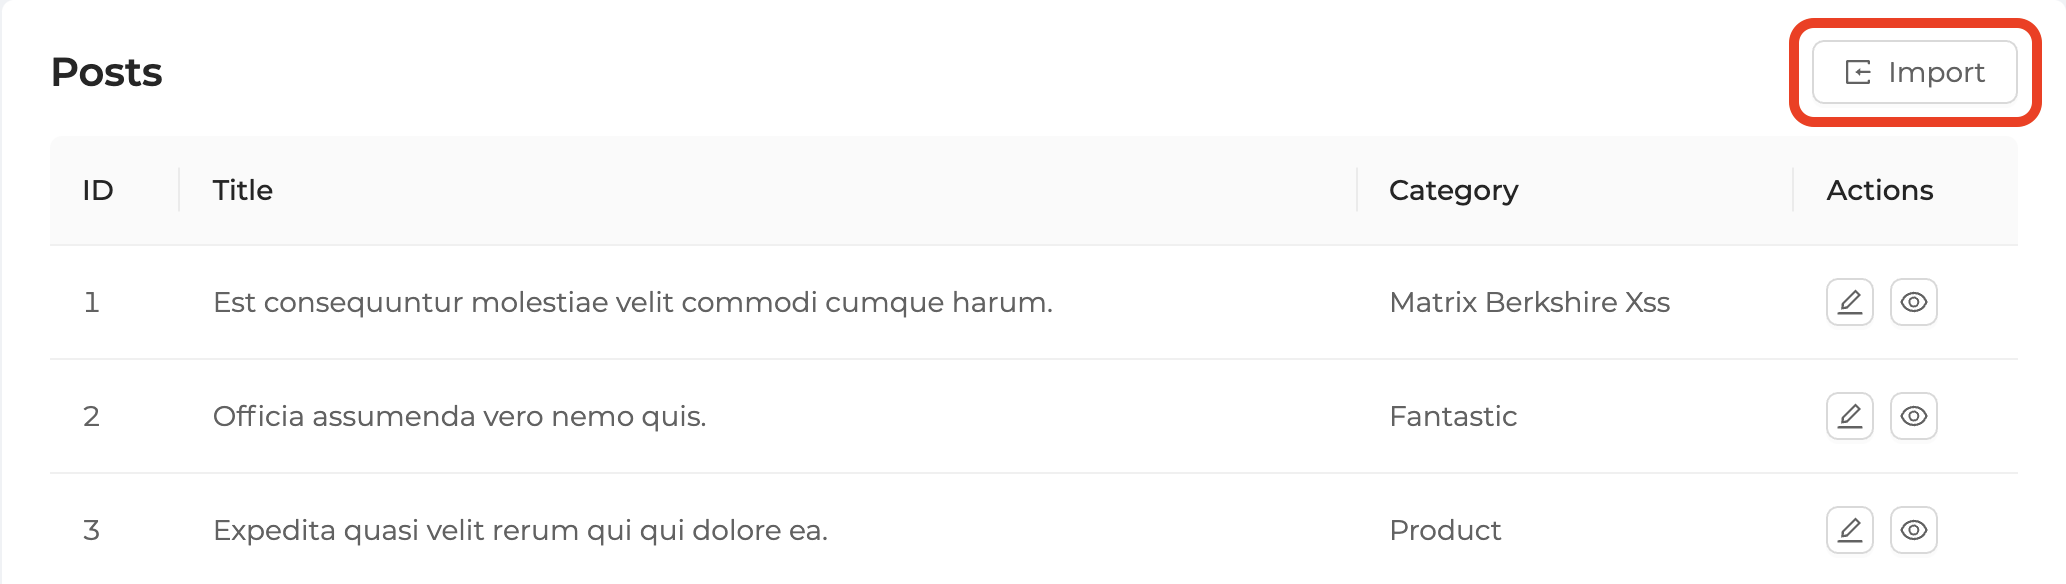 Posts
Import
ID Title Category Actions
1 Est consequuntur molestiae velit commodi cumque harum. Matrix Berkshire Xss
2 Officia assumenda vero nemo quis. Fantastic
3 Expedita quasi velit rerum qui qui dolore ea. Product